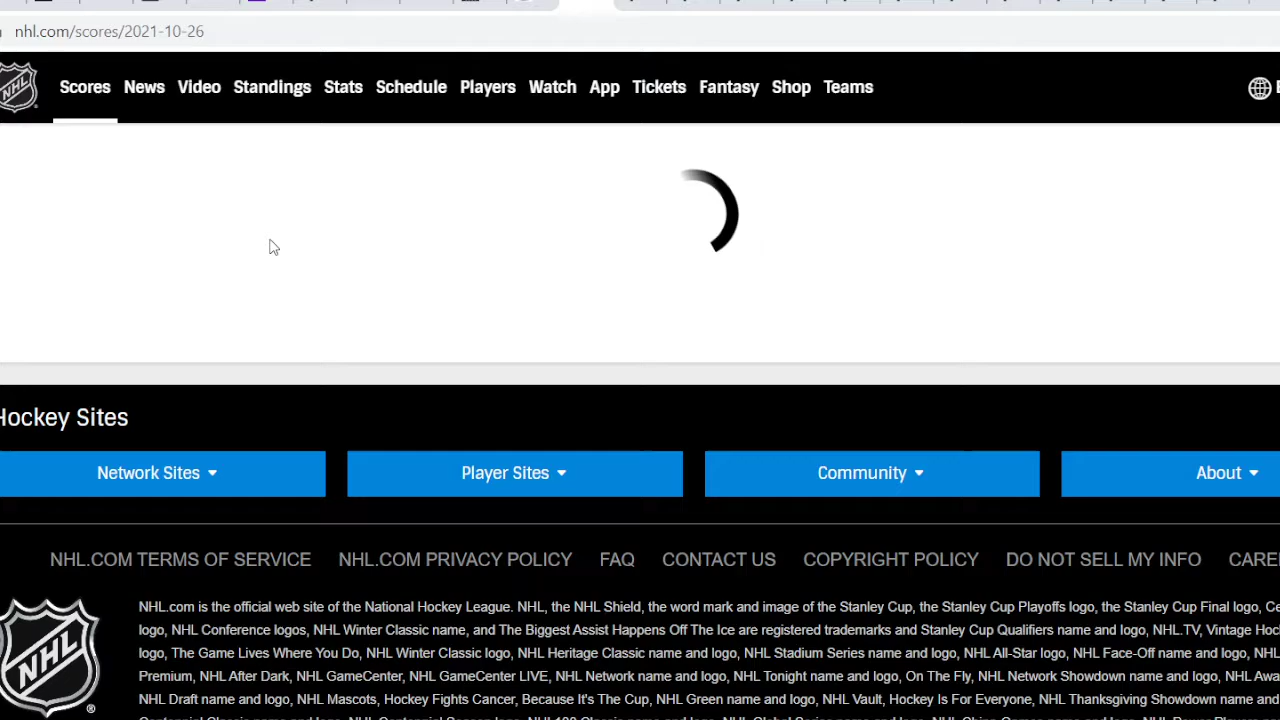 nhl.com/scores/2021-10-26
NHL Scores News Video Standings Stats Schedule Players Watch App Tickets Fantasy Shop Teams
Hockey Sites
Network Sites Player Sites Community About
NHL.COM TERMS OF SERVICE NHL.COM PRIVACY POLICY FAQ CONTACT US COPYRIGHT POLICY DO NOT SELL MY INFO
NHL
NHL.com is the official web site of the National Hockey League. NHL, the NHL Shield, the word mark and image of the Stanley Cup, the Stanley Cup Playoffs logo, the Stanley Cup Final logo,
logo, NHL Conference logos, NHL Winter Classic name, and The Biggest Assist Happens Off The Ice are registered trademarks and Stanley Cup Qualifiers name and logo, NHL.TV, Vintage
logo, The Game Lives Where You Do, NHL Winter Classic logo, NHL Heritage Classic name and logo, NHL Stadium Series name and logo, NHL All-Star logo, NHL Face-Off name and logo, NHL
Premium, NHL After Dark, NHL GameCenter, NHL GameCenter LIVE, NHL Network name and logo, NHL Tonight name and logo, On The Fly, NHL Network Showdown name and logo, NHL
NHL Draft name and logo, NHL Mascots, Hockey Fights Cancer, Because It's The Cup, NHL Green name and logo, NHL Vault, Hockey Is For Everyone, NHL Thanksgiving Showdown name and